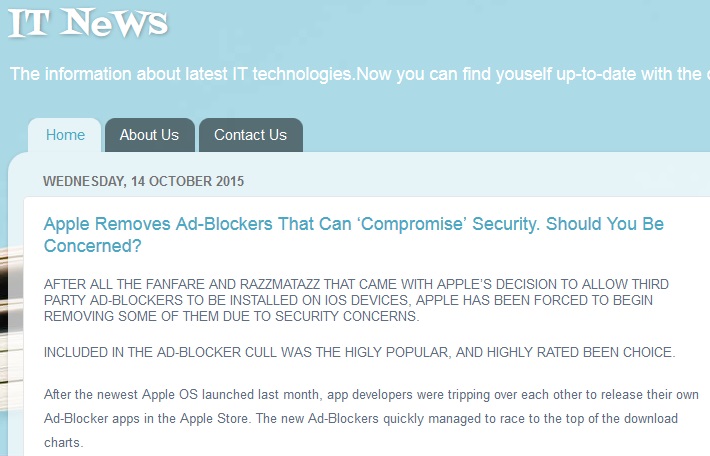 IT NeWS
The information about latest IT technologies.Now you can find youself up-to-date with the
Home About Us Contact Us
WEDNESDAY, 14 OCTOBER 2015
Apple Removes Ad-Blockers That Can ‘Compromise’ Security. Should You Be
Concerned?
AFTER ALL THE FANFARE AND RAZZMATAZZ THAT CAME WITH APPLE’S DECISION TO ALLOW THIRD
PARTY AD-BLOCKERS TO BE INSTALLED ON IOS DEVICES, APPLE HAS BEEN FORCED TO BEGIN
REMOVING SOME OF THEM DUE TO SECURITY CONCERNS.
INCLUDED IN THE AD-BLOCKER CULL WAS THE HIGLY POPULAR, AND HIGHLY RATED BEEN CHOICE.
After the newest Apple OS launched last month, app developers were tripping over each other to release their own
Ad-Blocker apps in the Apple Store. The new Ad-Blockers quickly managed to race to the top of the download
charts.